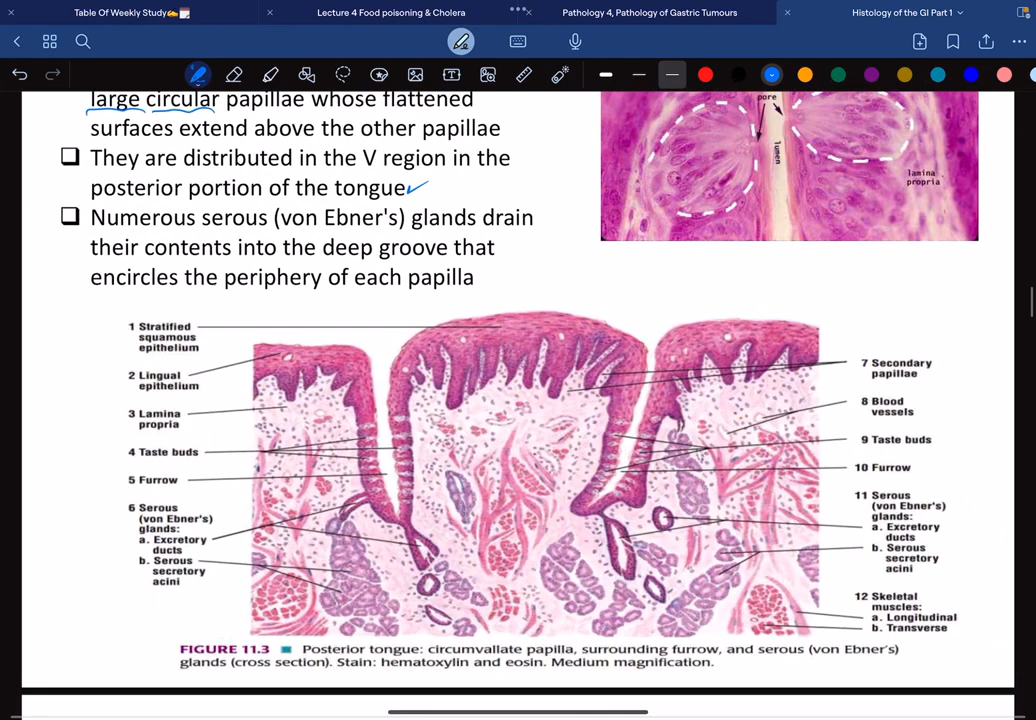 Table Of Weekly Study✍️🗓️
Lecture 4 Food poisoning & Cholera
Pathology 4, Pathology of Gastric Tumours
Histology of the GI Part 1
large circular papillae whose flattened
surfaces extend above the other papillae
They are distributed in the V region in the
posterior portion of the tongue
Numerous serous (von Ebner's) glands drain
their contents into the deep groove that
encircles the periphery of each papilla
pore
lumen
lamina
propria
1 Stratified
squamous
epithelium
2 Lingual
epithelium
3 Lamina
propria
4 Taste buds
5 Furrow
6 Serous
(von Ebner's)
glands:
a. Excretory
ducts
b. Serous
secretory
acini
7 Secondary
papillae
8 Blood
vessels
9 Taste buds
10 Furrow
11 Serous
(von Ebner's)
glands:
a. Excretory
ducts
b. Serous
secretory
acini
12 Skeletal
muscles:
a. Longitudinal
b. Transverse
FIGURE 11.3 Posterior tongue: circumvallate papilla, surrounding furrow, and serous (von Ebner's)
glands (cross section). Stain: hematoxylin and eosin. Medium magnification.